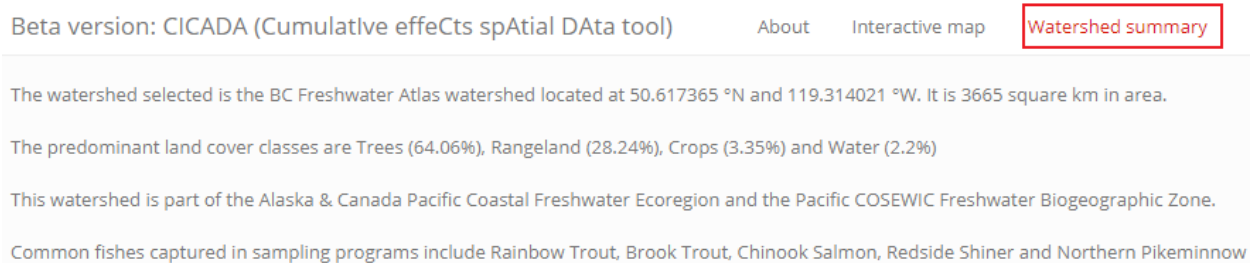 Beta version: CICADA (CumulatIve effeCts spAtial DAta tool) About Interactive map Watershed summary
The watershed selected is the BC Freshwater Atlas watershed located at 50.617365 °N and 119.314021 °W. It is 3665 square km in area.
The predominant land cover classes are Trees (64.06%), Rangeland (28.24%), Crops (3.35%) and Water (2.2%)
This watershed is part of the Alaska & Canada Pacific Coastal Freshwater Ecoregion and the Pacific COSEWIC Freshwater Biogeographic Zone.
Common fishes captured in sampling programs include Rainbow Trout, Brook Trout, Chinook Salmon, Redside Shiner and Northern Pikeminnow